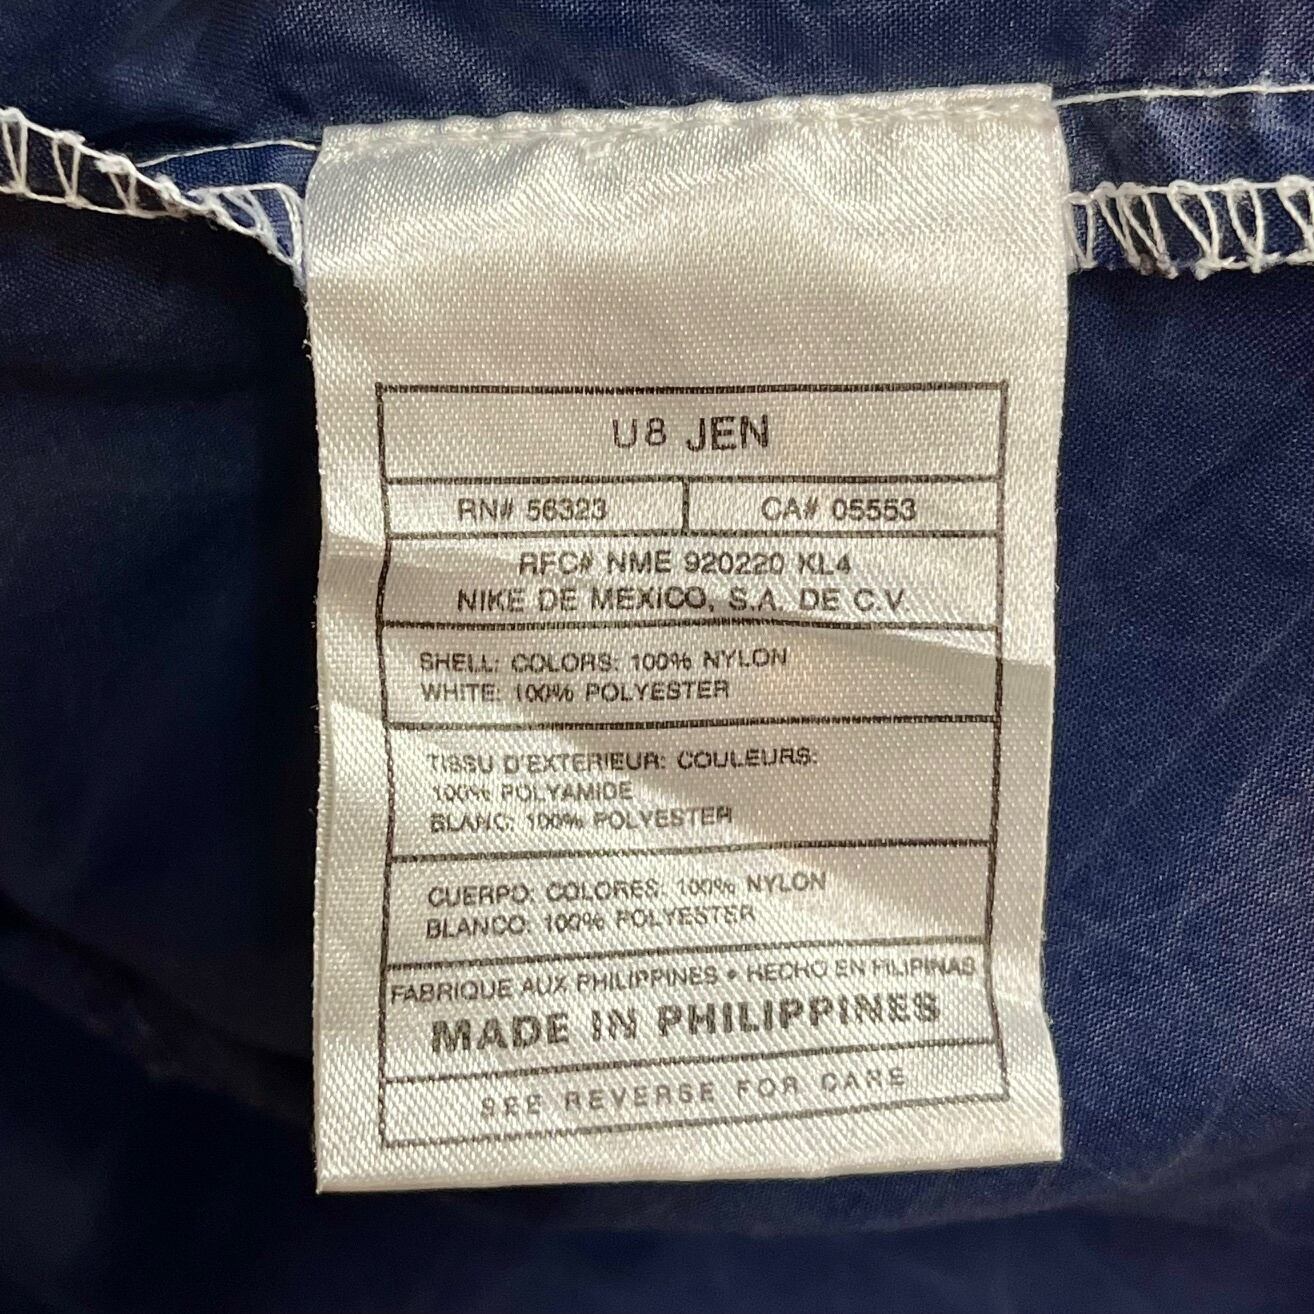 U8 JEN
RN# 56323 CA# 05553
RFC# NME 920220 KL4
NIKE DE MEXICO, S.A. DE C.V
SHELL: COLORS: 100% NYLON
WHITE: 100% POLYESTER
TISSU D'EXTERIEUR: COULEURS:
100% POLYAMIDE
BLANC: 100% POLYESTER
CUERPO: COLORES: 100% NYLON
BLANCO: 100% POLYESTER
FABRIQUE AUX PHILIPPINES • HECHO EN FILIPINAS
MADE IN PHILIPPINES
SEE REVERSE FOR CARE